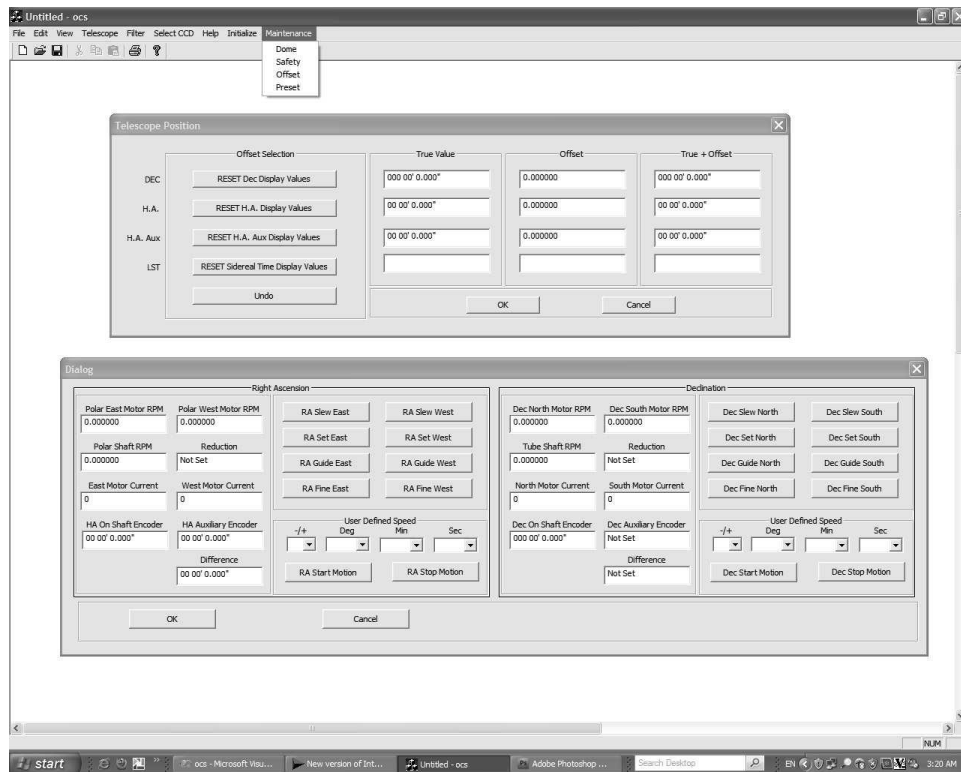 Untitled - ocs
File Edit View Telescope Filter Select CCD Help Initialize Maintenance
Dome
Safety
Offset
Preset
Telescope Position
Offset Selection True Value Offset True + Offset
DEC RESET Dec Display Values 000 00' 0.000" 0.000000 000 00' 0.000"
H.A. RESET H.A. Display Values 00 00' 0.000" 0.000000 00 00' 0.000"
H.A. Aux RESET H.A. Aux Display Values 00 00' 0.000" 0.000000 00 00' 0.000"
LST RESET Sidereal Time Display Values
Undo
OK Cancel
Dialog
Right Ascension
Polar East Motor RPM Polar West Motor RPM
0.000000 0.000000
Polar Shaft RPM Reduction
0.000000 Not Set
East Motor Current West Motor Current
0 0
HA On Shaft Encoder HA Auxiliary Encoder
00 00' 0.000" 00 00' 0.000"
Difference
00 00' 0.000"
RA Slew East RA Slew West
RA Set East RA Set West
RA Guide East RA Guide West
RA Fine East RA Fine West
User Defined Speed
-/+ Deg Min Sec
RA Start Motion RA Stop Motion
Declination
Dec North Motor RPM Dec South Motor RPM
0.000000 0.000000
Tube Shaft RPM Reduction
0.000000 Not Set
North Motor Current South Motor Current
0 0
Dec On Shaft Encoder Dec Auxiliary Encoder
000 00' 0.000" Not Set
Difference
Not Set
Dec Slew North Dec Slew South
Dec Set North Dec Set South
Dec Guide North Dec Guide South
Dec Fine North Dec Fine South
User Defined Speed
-/+ Deg Min Sec
Dec Start Motion Dec Stop Motion
OK Cancel
NUM
start ocs - Microsoft Visu... New version of Int... Untitled - ocs Adobe Photoshop ... Search Desktop EN 3:20 AM